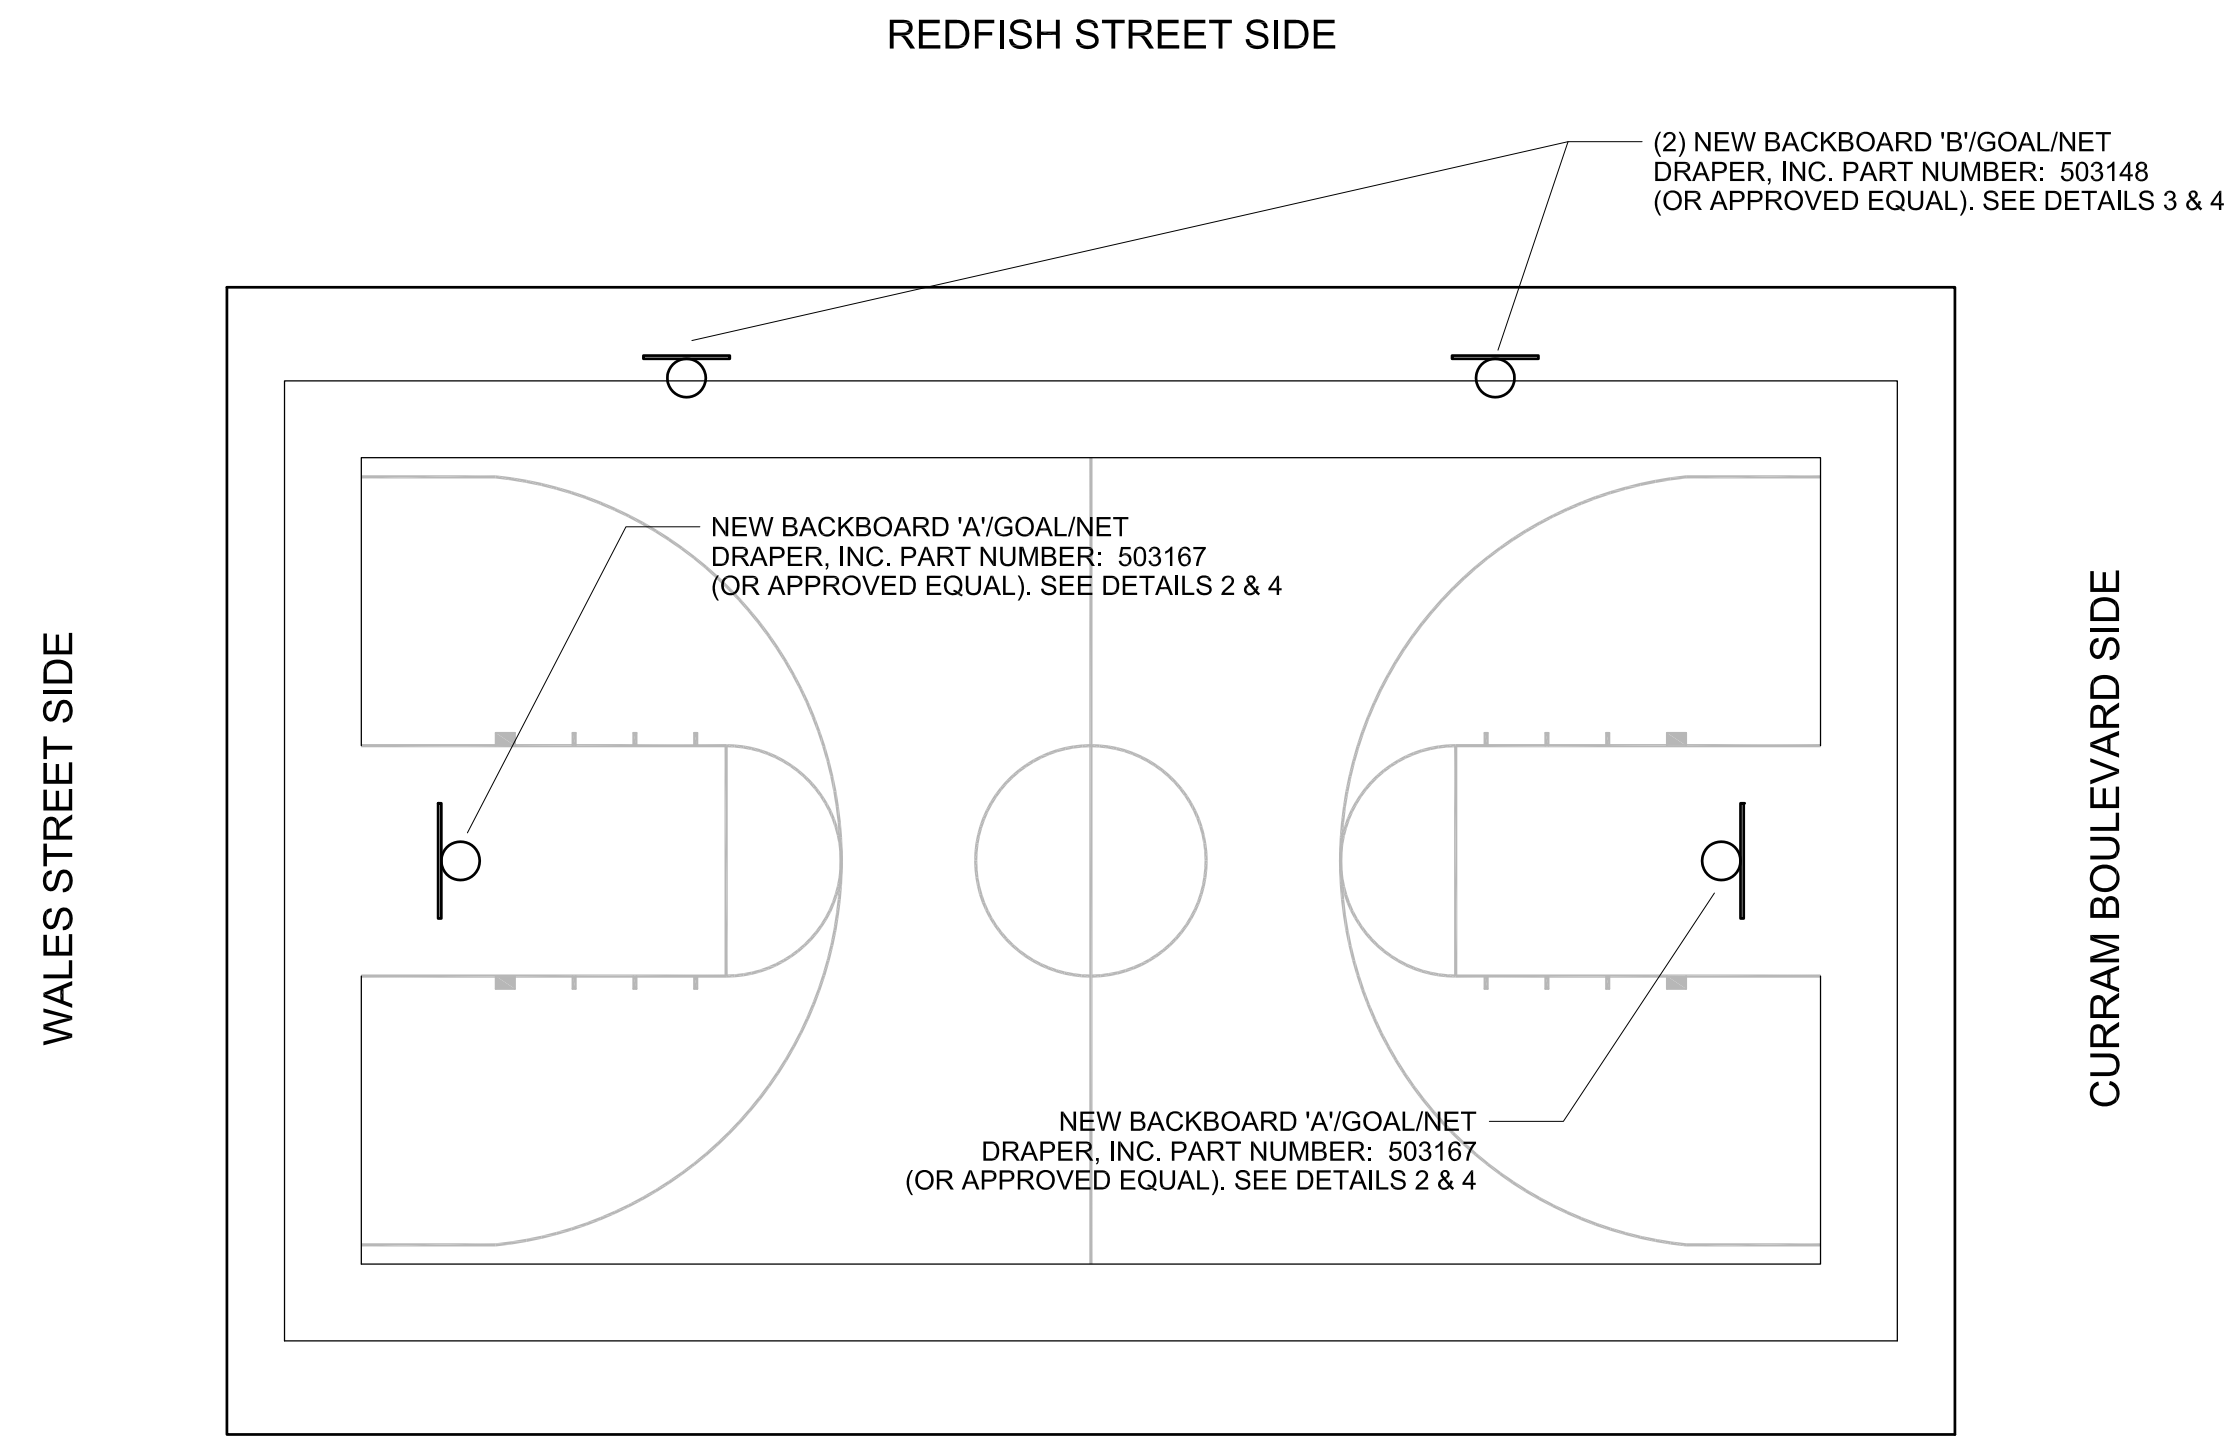 REDFISH STREET SIDE
(2) NEW BACKBOARD 'B'/GOAL/NET
DRAPER, INC. PART NUMBER: 503148
(OR APPROVED EQUAL). SEE DETAILS 3 & 4
NEW BACKBOARD 'A'/GOAL/NET
DRAPER, INC. PART NUMBER: 503167
(OR APPROVED EQUAL). SEE DETAILS 2 & 4
WALES STREET SIDE
CURRAM BOULEVARD SIDE
NEW BACKBOARD 'A'/GOAL/NET
DRAPER, INC. PART NUMBER: 503167
(OR APPROVED EQUAL). SEE DETAILS 2 & 4